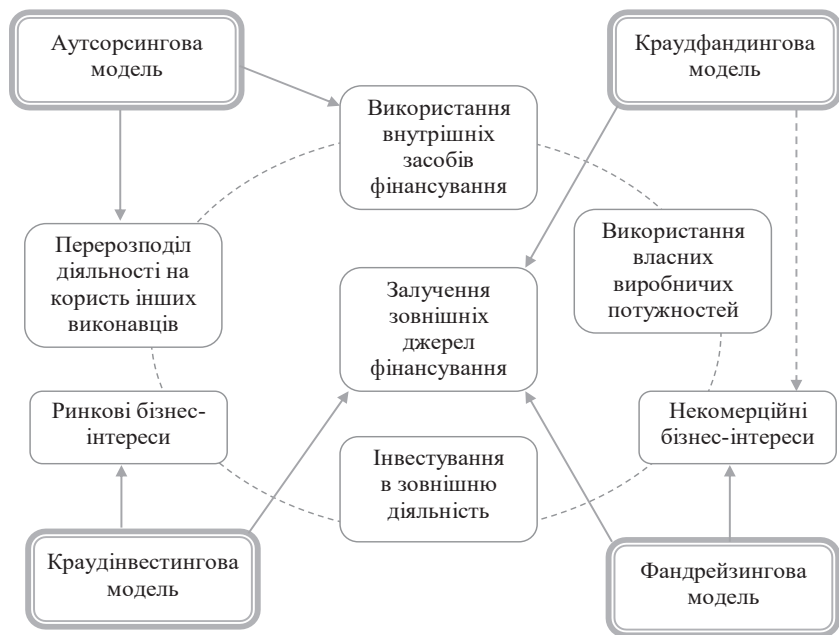 Аутсорсингова
модель
Краудфандингова
модель
Використання
внутрішніх
засобів
фінансування
Перерозподіл
діяльності на
користь інших
виконавців
Залучення
зовнішніх
джерел
фінансування
Використання
власних
виробничих
потужностей
Ринкові бізнес-
інтереси
Інвестування
в зовнішню
діяльність
Некомерційні
бізнес-інтереси
Краудінвестингова
модель
Фандрейзингова
модель